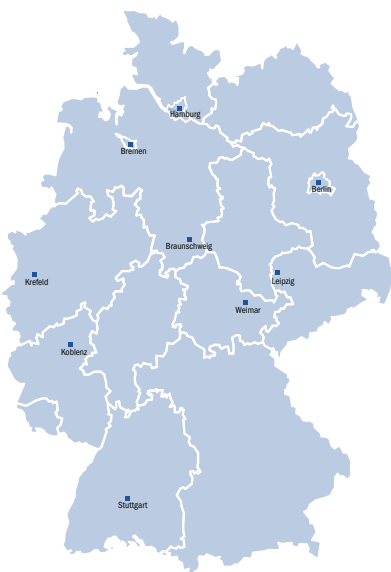 Hamburg
Bremen
Berlin
Braunschweig
Krefeld
Leipzig
Weimar
Koblenz
Stuttgart